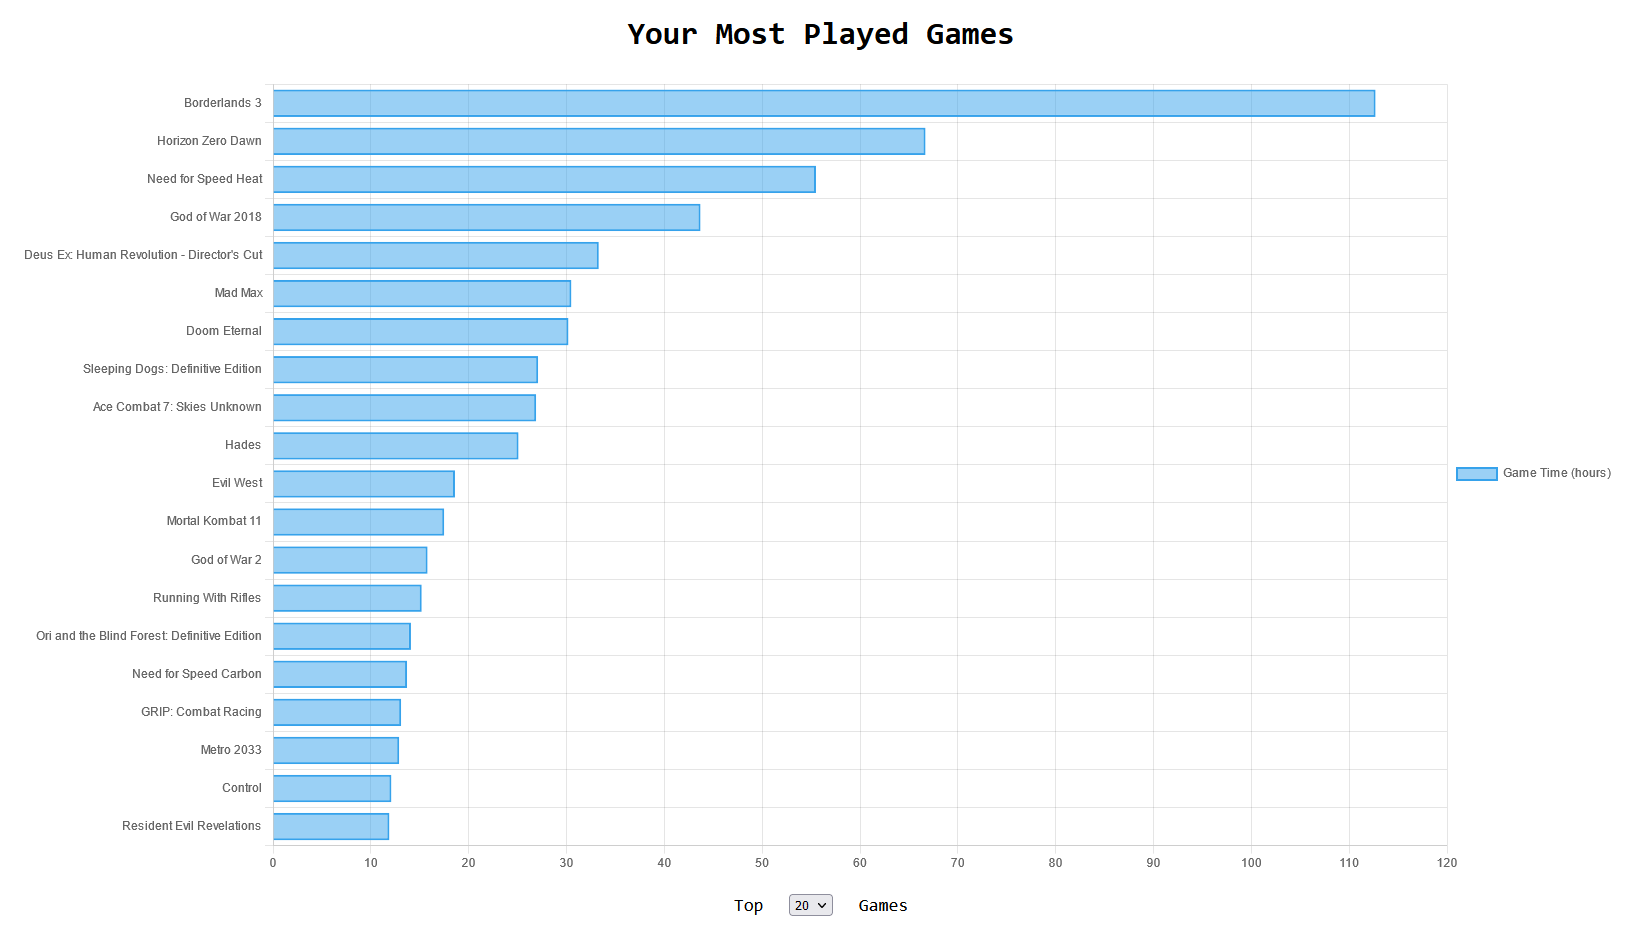 Your Most Played Games
Borderlands 3
Horizon Zero Dawn
Need for Speed Heat
God of War 2018
Deus Ex: Human Revolution - Director's Cut
Mad Max
Doom Eternal
Sleeping Dogs: Definitive Edition
Ace Combat 7: Skies Unknown
Hades
Evil West
Mortal Kombat 11
God of War 2
Running With Rifles
Ori and the Blind Forest: Definitive Edition
Need for Speed Carbon
GRIP: Combat Racing
Metro 2033
Control
Resident Evil Revelations
0 10 20 30 40 50 60 70 80 90 100 110 120
Game Time (hours)
Top 20 Games